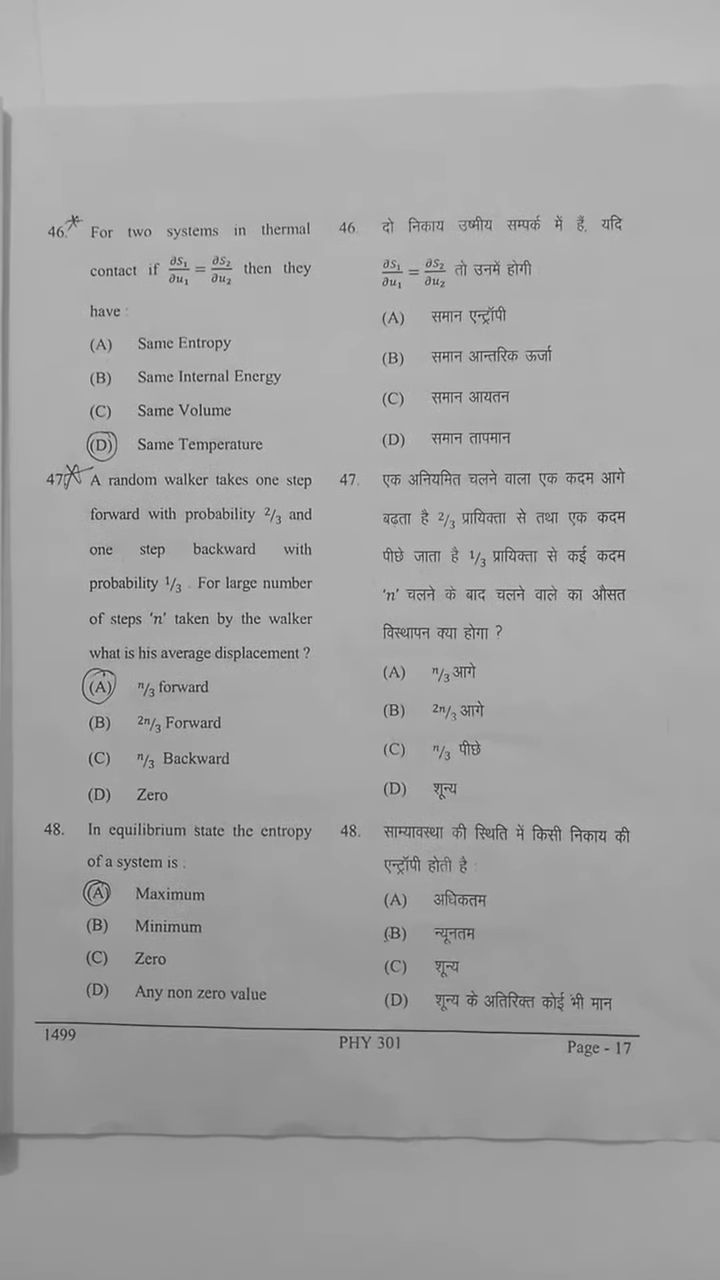 46.* For two systems in thermal
contact if ∂S₁/∂u₁ = ∂S₂/∂u₂ then they
have :
(A) Same Entropy
(B) Same Internal Energy
(C) Same Volume
(D) Same Temperature
47. A random walker takes one step
forward with probability 2/3 and
one step backward with
probability 1/3 . For large number
of steps 'n' taken by the walker
what is his average displacement ?
(A) n/3 forward
(B) 2n/3 Forward
(C) n/3 Backward
(D) Zero
48. In equilibrium state the entropy
of a system is :
(A) Maximum
(B) Minimum
(C) Zero
(D) Any non zero value
46. दो निकाय उष्मीय सम्पर्क में हैं, यदि
∂S₁/∂u₁ = ∂S₂/∂u₂ तो उनमें होगी
(A) समान एन्ट्रॉपी
(B) समान आन्तरिक ऊर्जा
(C) समान आयतन
(D) समान तापमान
47. एक अनियमित चलने वाला एक कदम आगे
बढ़ता है 2/3 प्रायिक्ता से तथा एक कदम
पीछे जाता है 1/3 प्रायिक्ता से कई कदम
'n' चलने के बाद चलने वाले का औसत
विस्थापन क्या होगा ?
(A) n/3 आगे
(B) 2n/3 आगे
(C) n/3 पीछे
(D) शून्य
48. साम्यावस्था की स्थिति में किसी निकाय की
एन्ट्रॉपी होती है :
(A) अधिकतम
(B) न्यूनतम
(C) शून्य
(D) शून्य के अतिरिक्त कोई भी मान
1499 PHY 301 Page - 17